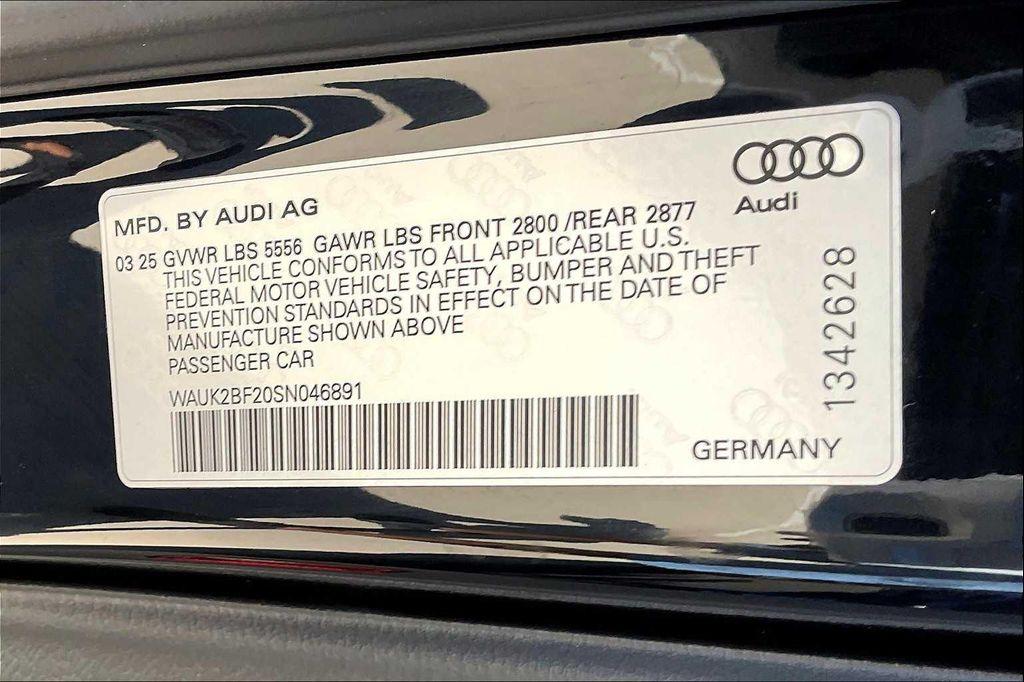 Audi
MFD. BY AUDI AG
03 25 GVWR LBS 5556 GAWR LBS FRONT 2800 /REAR 2877
THIS VEHICLE CONFORMS TO ALL APPLICABLE U.S.
FEDERAL MOTOR VEHICLE SAFETY, BUMPER AND THEFT
PREVENTION STANDARDS IN EFFECT ON THE DATE OF
MANUFACTURE SHOWN ABOVE
PASSENGER CAR
WAUK2BF20SN046891
GERMANY
1342628